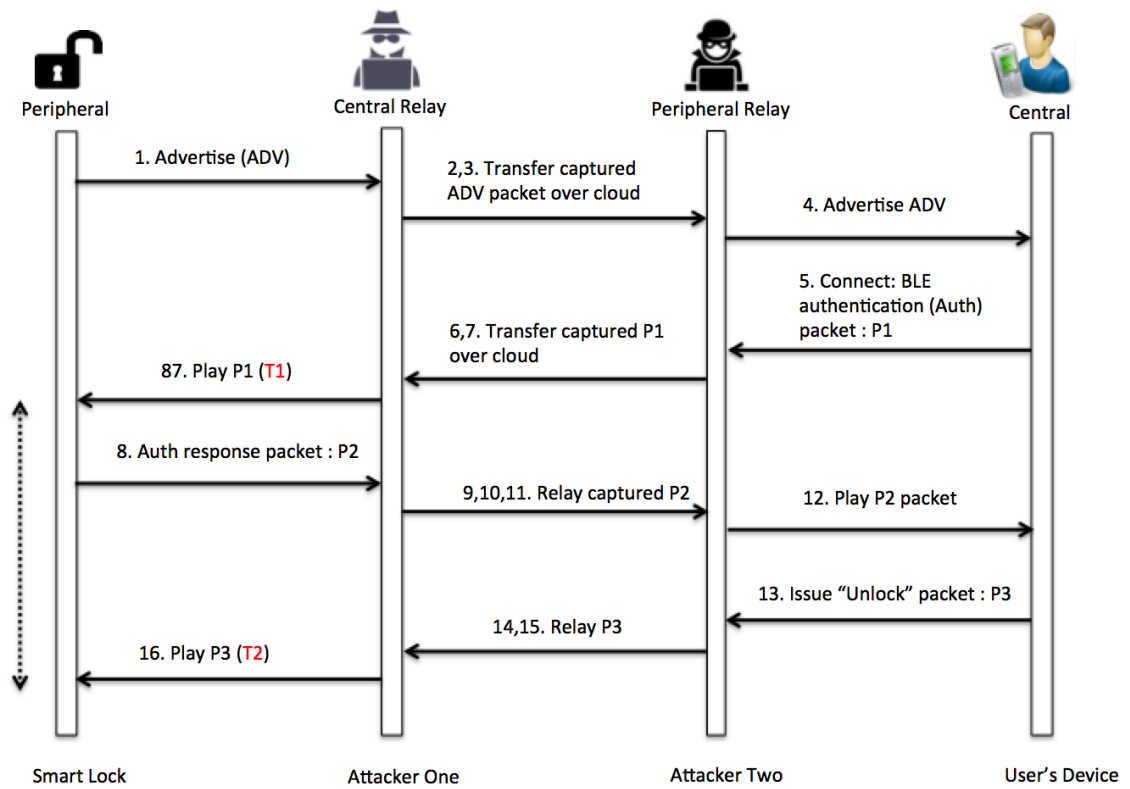 Peripheral
Central Relay
Peripheral Relay
Central
1. Advertise (ADV)
2,3. Transfer captured
ADV packet over cloud
4. Advertise ADV
5. Connect: BLE
authentication (Auth)
packet : P1
6,7. Transfer captured P1
over cloud
87. Play P1 (T1)
8. Auth response packet : P2
9,10,11. Relay captured P2
12. Play P2 packet
13. Issue “Unlock” packet : P3
14,15. Relay P3
16. Play P3 (T2)
Smart Lock
Attacker One
Attacker Two
User’s Device